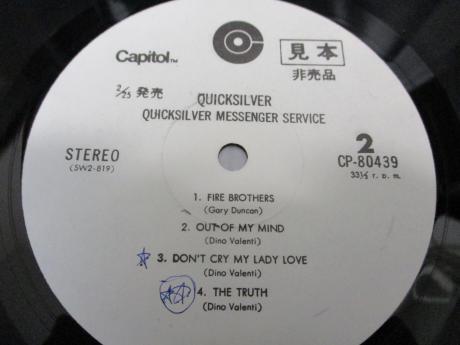 Capitol™
見本
非売品
2/25 発売
QUICKSILVER
QUICKSILVER MESSENGER SERVICE
STEREO
(SW2-819)
2
CP-80439
33⅓ r. p. m.
1. FIRE BROTHERS
(Gary Duncan)
2. OUT OF MY MIND
(Dino Valenti)
3. DON'T CRY MY LADY LOVE
(Dino Valenti)
4. THE TRUTH
(Dino Valenti)